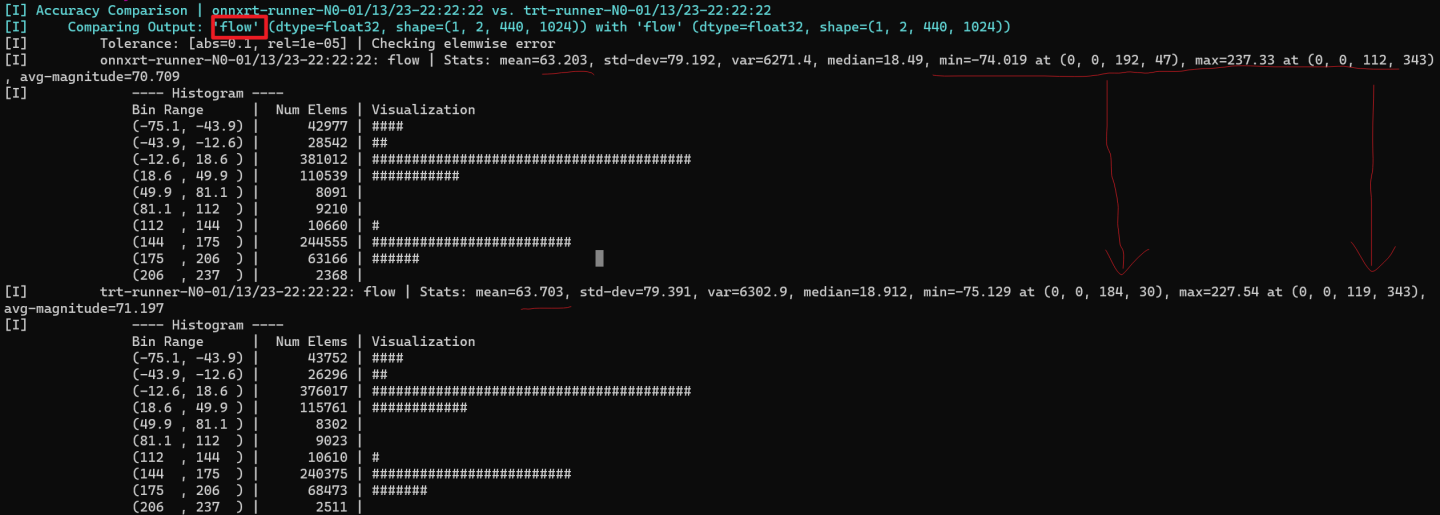 [I] Accuracy Comparison | onnxrt-runner-N0-01/13/23-22:22:22 vs. trt-runner-N0-01/13/23-22:22:22
[I]     Comparing Output: 'flow' (dtype=float32, shape=(1, 2, 440, 1024)) with 'flow' (dtype=float32, shape=(1, 2, 440, 1024))
[I]         Tolerance: [abs=0.1, rel=1e-05] | Checking elemwise error
[I]         onnxrt-runner-N0-01/13/23-22:22:22: flow | Stats: mean=63.203, std-dev=79.192, var=6271.4, median=18.49, min=-74.019 at (0, 0, 192, 47), max=237.33 at (0, 0, 112, 343)
, avg-magnitude=70.709
[I]             ---- Histogram ----
                Bin Range      |  Num Elems | Visualization
                (-75.1, -43.9) |      42977 | ####
                (-43.9, -12.6) |      28542 | ##
                (-12.6, 18.6 ) |     381012 | ########################################
                (18.6 , 49.9 ) |     110539 | ###########
                (49.9 , 81.1 ) |       8091 |
                (81.1 , 112  ) |       9210 |
                (112  , 144  ) |      10660 | #
                (144  , 175  ) |     244555 | #########################
                (175  , 206  ) |      63166 | ######
                (206  , 237  ) |       2368 |
[I]         trt-runner-N0-01/13/23-22:22:22: flow | Stats: mean=63.703, std-dev=79.391, var=6302.9, median=18.912, min=-75.129 at (0, 0, 184, 30), max=227.54 at (0, 0, 119, 343),
avg-magnitude=71.197
[I]             ---- Histogram ----
                Bin Range      |  Num Elems | Visualization
                (-75.1, -43.9) |      43752 | ####
                (-43.9, -12.6) |      26296 | ##
                (-12.6, 18.6 ) |     376017 | ########################################
                (18.6 , 49.9 ) |     115761 | ############
                (49.9 , 81.1 ) |       8302 |
                (81.1 , 112  ) |       9023 |
                (112  , 144  ) |      10610 | #
                (144  , 175  ) |     240375 | #########################
                (175  , 206  ) |      68473 | #######
                (206  , 237  ) |       2511 |